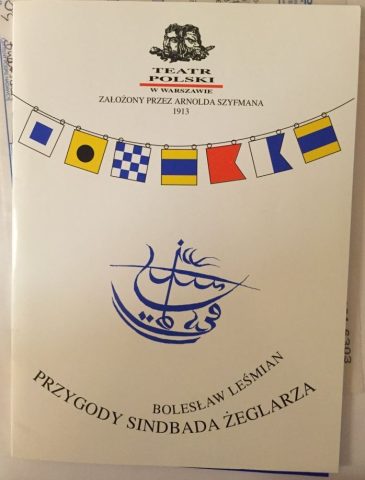 TEATR
POLSKI
W WARSZAWIE
ZAŁOŻONY PRZEZ ARNOLDA SZYFMANA
1913
BOLESŁAW LEŚMIAN
PRZYGODY SINDBADA ŻEGLARZA